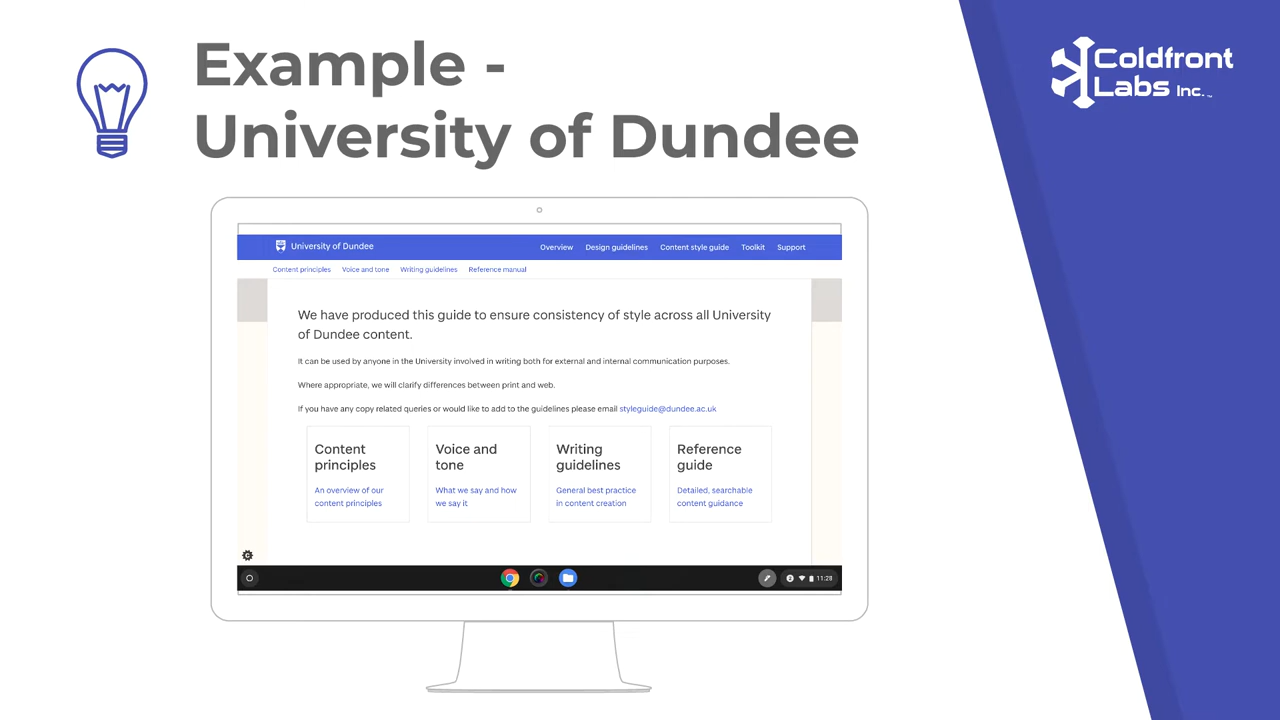 Example -
University of Dundee
Coldfront
Labs Inc.™
University of Dundee
Overview Design guidelines Content style guide Toolkit Support
Content principles Voice and tone Writing guidelines Reference manual
We have produced this guide to ensure consistency of style across all University
of Dundee content.
It can be used by anyone in the University involved in writing both for external and internal communication purposes.
Where appropriate, we will clarify differences between print and web.
If you have any copy related queries or would like to add to the guidelines please email styleguide@dundee.ac.uk
Content
principles
An overview of our
content principles
Voice and
tone
What we say and how
we say it
Writing
guidelines
General best practice
in content creation
Reference
guide
Detailed, searchable
content guidance
2 11:28